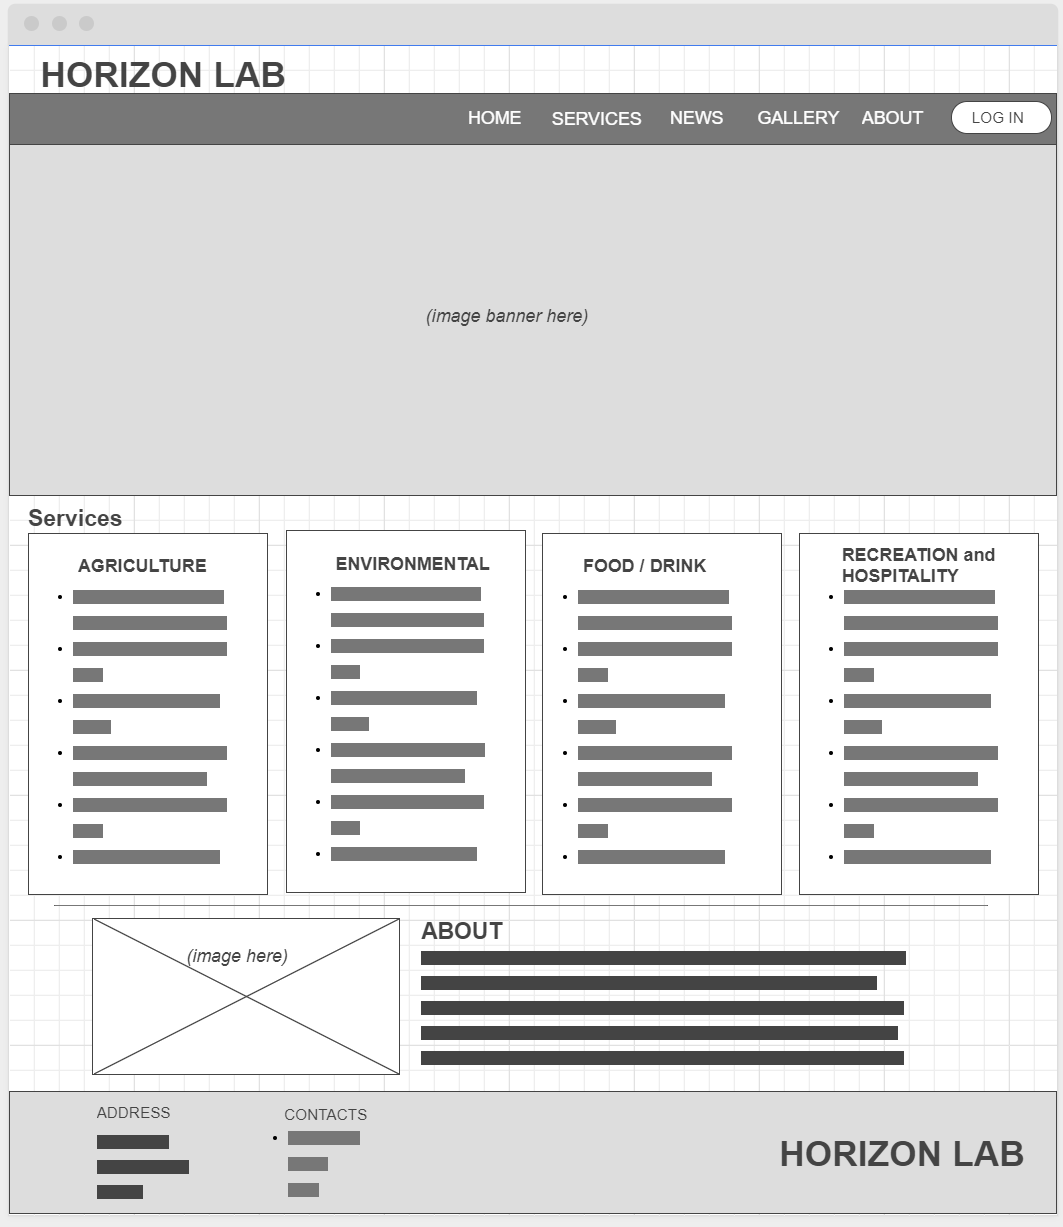 HORIZON LAB
HOME SERVICES NEWS GALLERY ABOUT LOG IN
(image banner here)
Services
AGRICULTURE
ENVIRONMENTAL
FOOD / DRINK
RECREATION and
HOSPITALITY
(image here)
ABOUT
ADDRESS
CONTACTS
HORIZON LAB